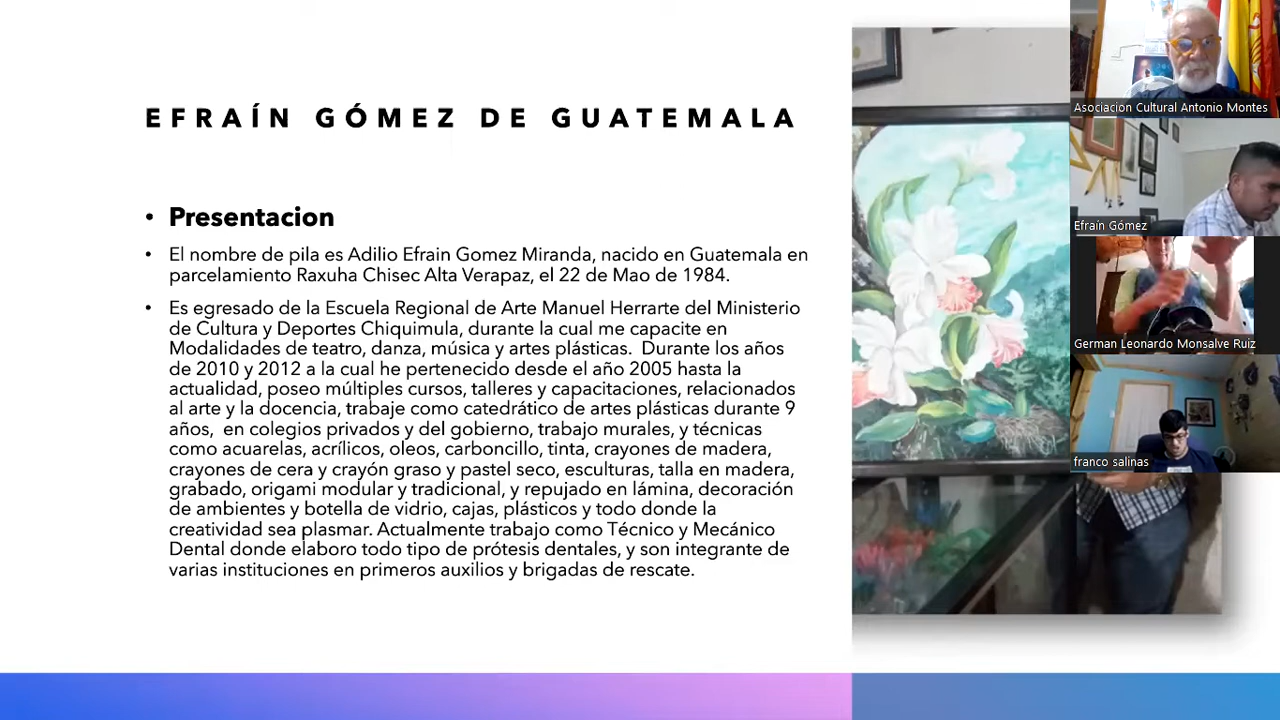 EFRAÍN GÓMEZ DE GUATEMALA
• Presentacion
• El nombre de pila es Adilio Efrain Gomez Miranda, nacido en Guatemala en
parcelamiento Raxuha Chisec Alta Verapaz, el 22 de Mao de 1984.
• Es egresado de la Escuela Regional de Arte Manuel Herrarte del Ministerio
de Cultura y Deportes Chiquimula, durante la cual me capacite en
Modalidades de teatro, danza, música y artes plásticas. Durante los años
de 2010 y 2012 a la cual he pertenecido desde el año 2005 hasta la
actualidad, poseo múltiples cursos, talleres y capacitaciones, relacionados
al arte y la docencia, trabaje como catedrático de artes plásticas durante 9
años, en colegios privados y del gobierno, trabajo murales, y técnicas
como acuarelas, acrílicos, oleos, carboncillo, tinta, crayones de madera,
crayones de cera y crayón graso y pastel seco, esculturas, talla en madera,
grabado, origami modular y tradicional, y repujado en lámina, decoración
de ambientes y botella de vidrio, cajas, plásticos y todo donde la
creatividad sea plasmar. Actualmente trabajo como Técnico y Mecánico
Dental donde elaboro todo tipo de prótesis dentales, y son integrante de
varias instituciones en primeros auxilios y brigadas de rescate.
Asociacion Cultural Antonio Montes
Efraín Gómez
German Leonardo Monsalve Ruiz
franco salinas